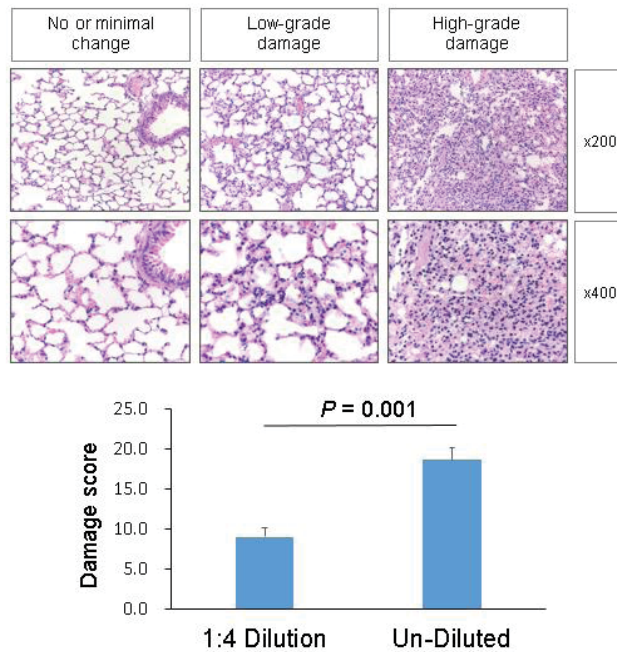 No or minimal
change
Low-grade
damage
High-grade
damage
x200
x400
P = 0.001
25.0
20.0
15.0
10.0
5.0
0.0
Damage score
1:4 Dilution
Un-Diluted